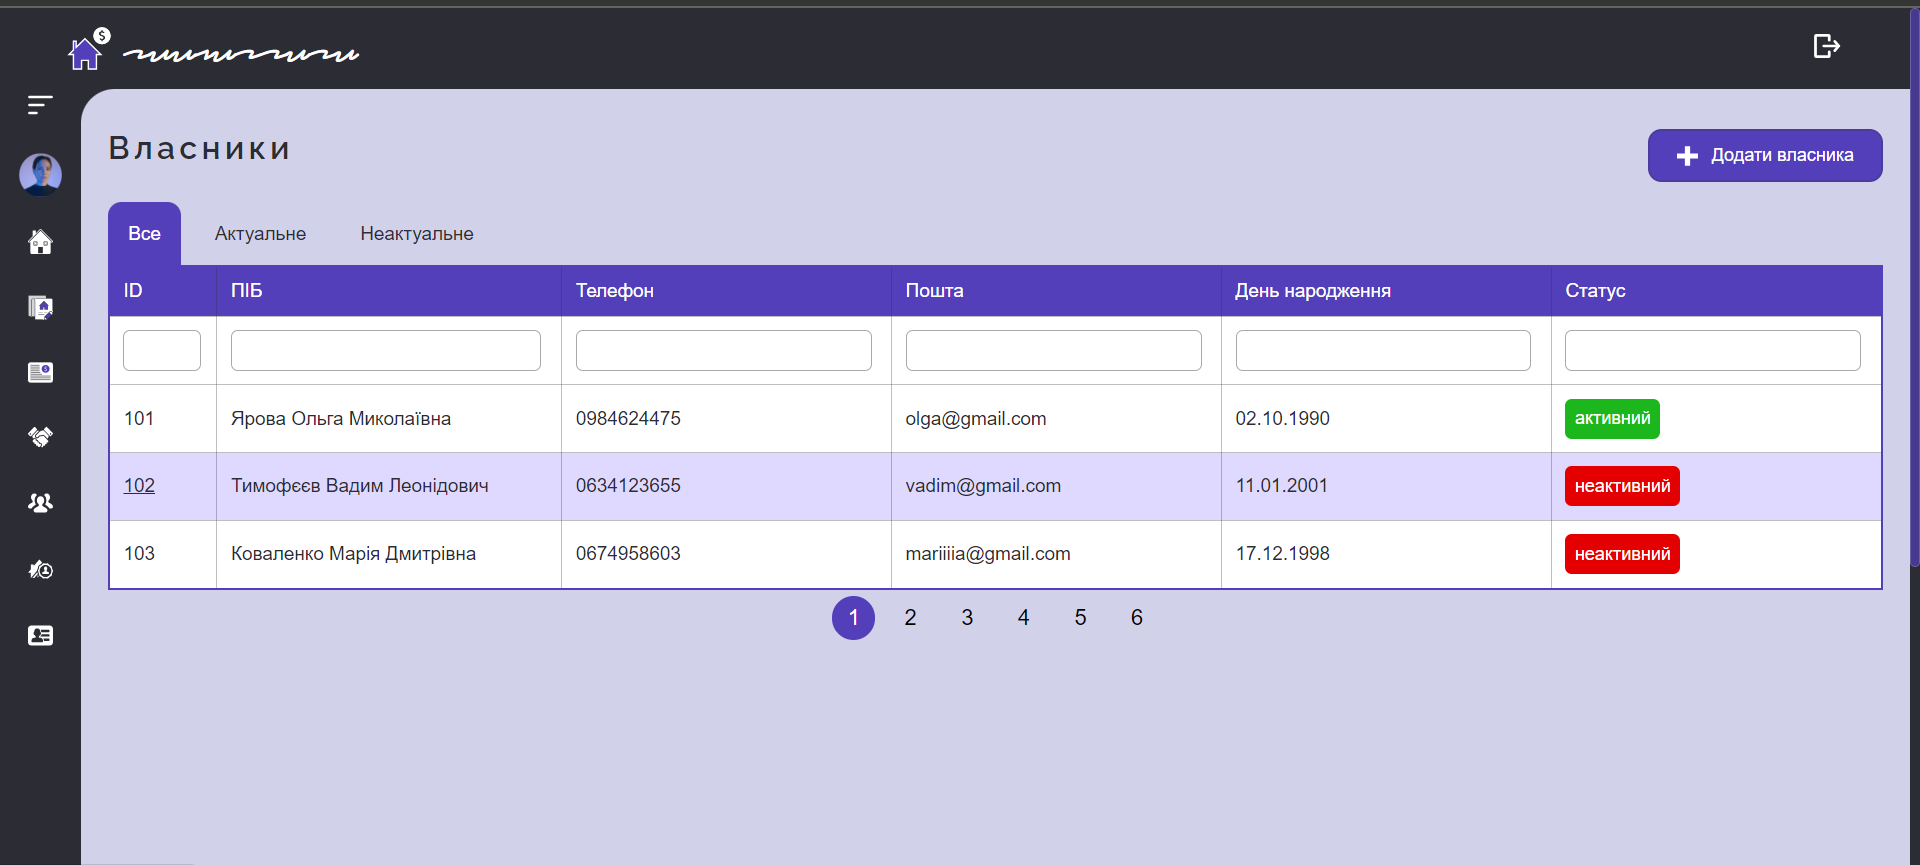 $
Власники
Додати власника
Все Актуальне Неактуальне
ID ПІБ Телефон Пошта День народження Статус
101 Ярова Ольга Миколаївна 0984624475 olga@gmail.com 02.10.1990 активний
102 Тимофєєв Вадим Леонідович 0634123655 vadim@gmail.com 11.01.2001 неактивний
103 Коваленко Марія Дмитрівна 0674958603 mariiiia@gmail.com 17.12.1998 неактивний
1 2 3 4 5 6